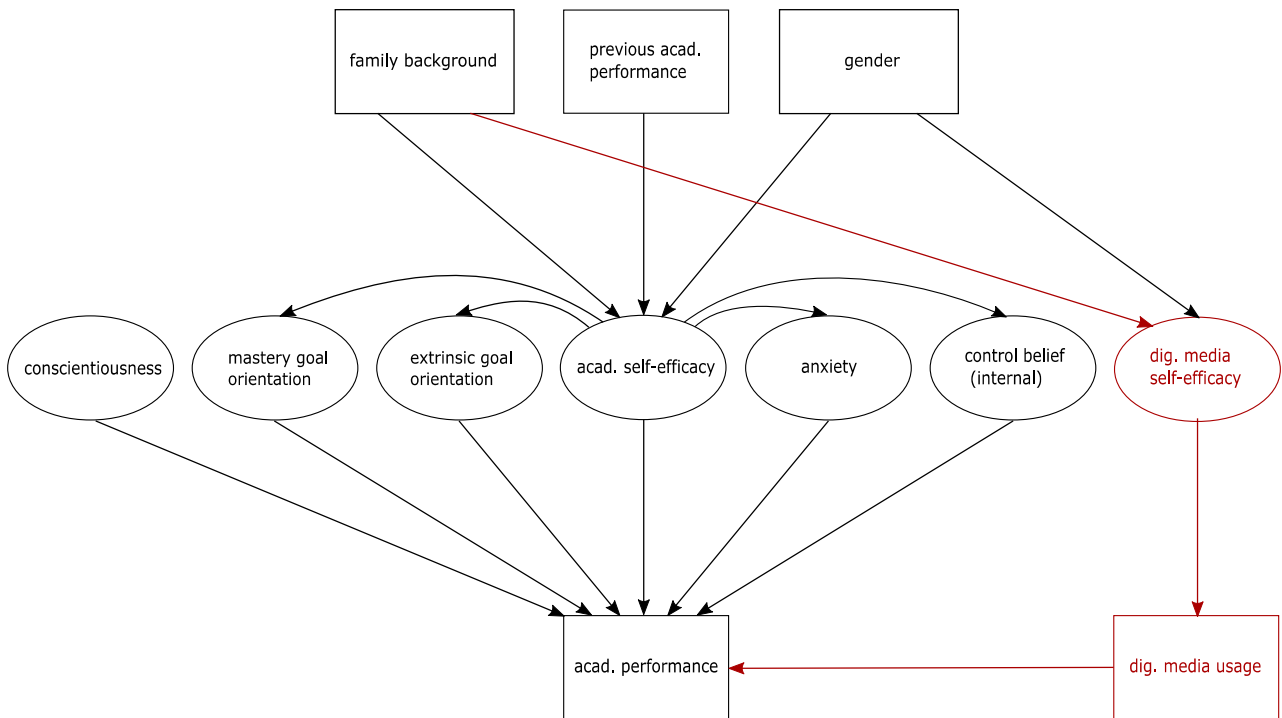 family background
previous acad.
performance
gender
conscientiousness
mastery goal
orientation
extrinsic goal
orientation
acad. self-efficacy
anxiety
control belief
(internal)
dig. media
self-efficacy
acad. performance
dig. media usage